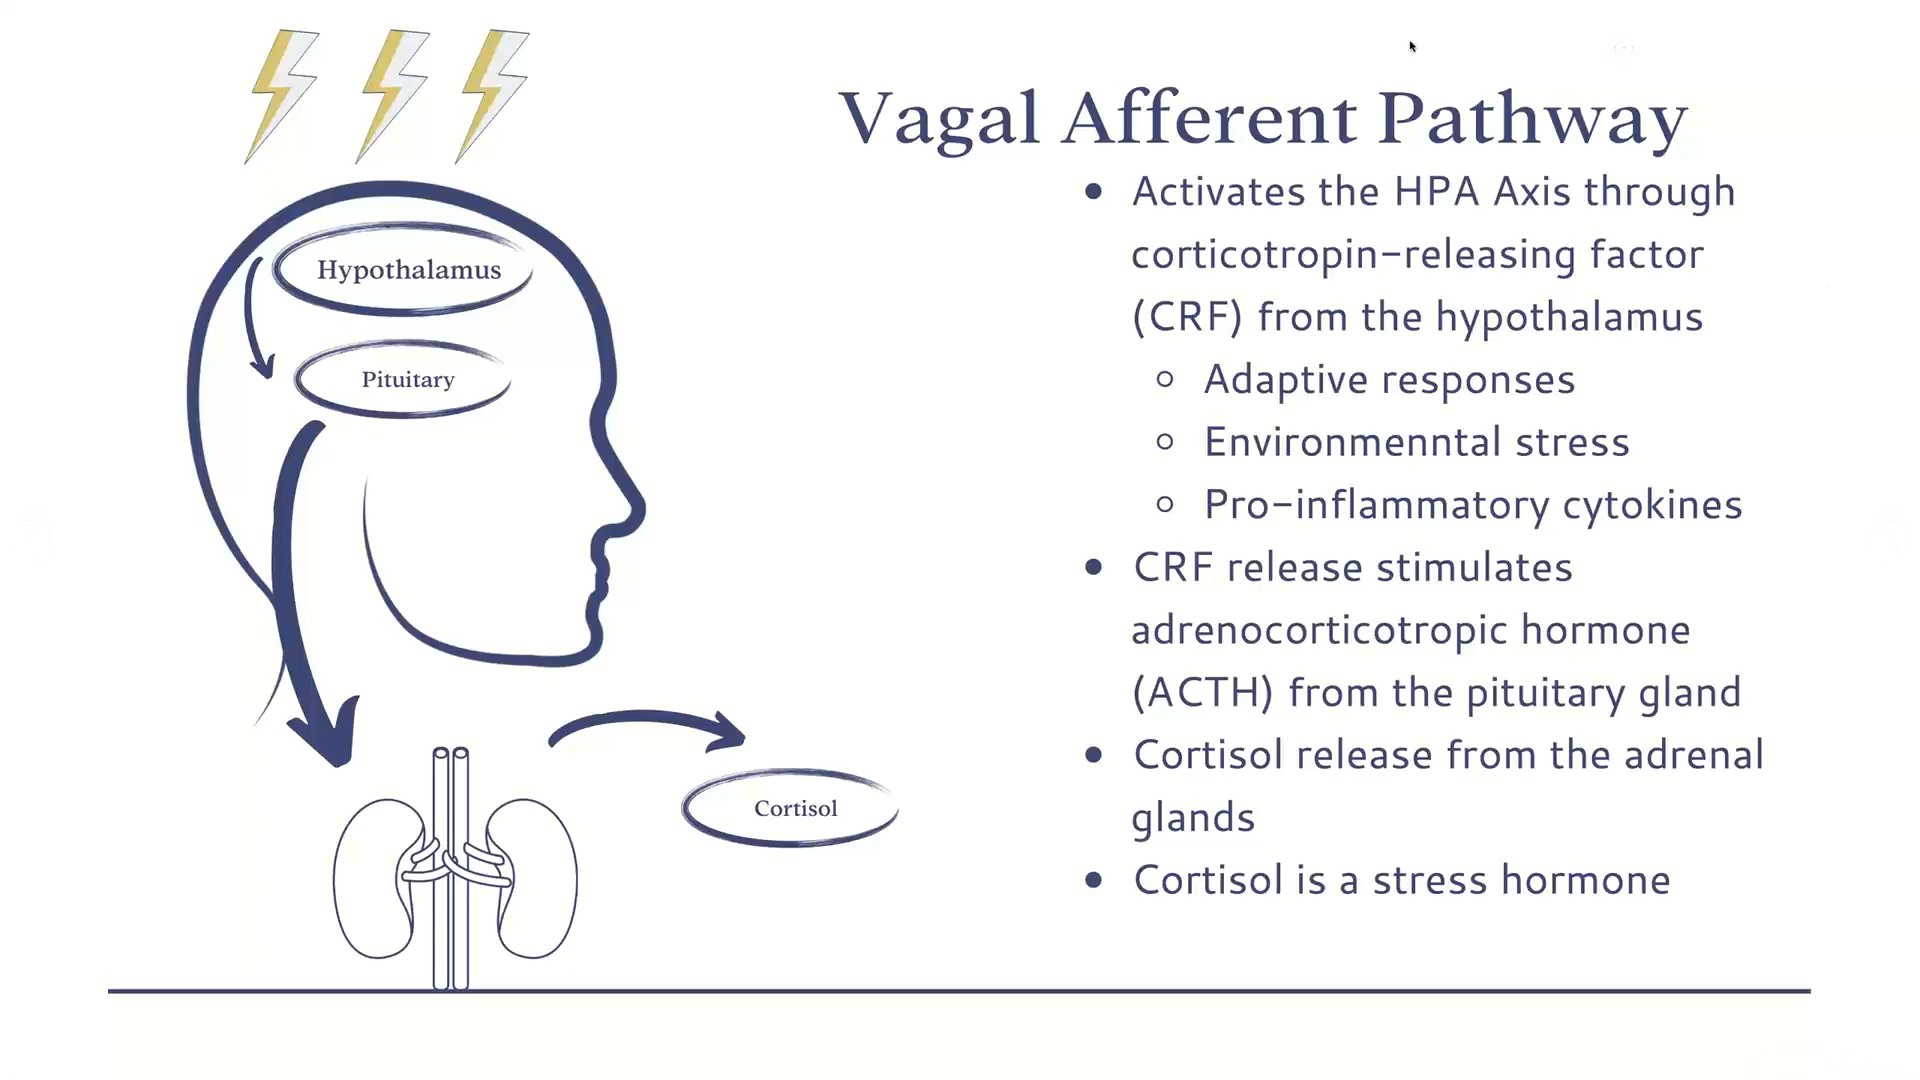 Vagal Afferent Pathway
Hypothalamus
Pituitary
Cortisol
• Activates the HPA Axis through
corticotropin-releasing factor
(CRF) from the hypothalamus
◦ Adaptive responses
◦ Environmenntal stress
◦ Pro-inflammatory cytokines
• CRF release stimulates
adrenocorticotropic hormone
(ACTH) from the pituitary gland
• Cortisol release from the adrenal
glands
• Cortisol is a stress hormone